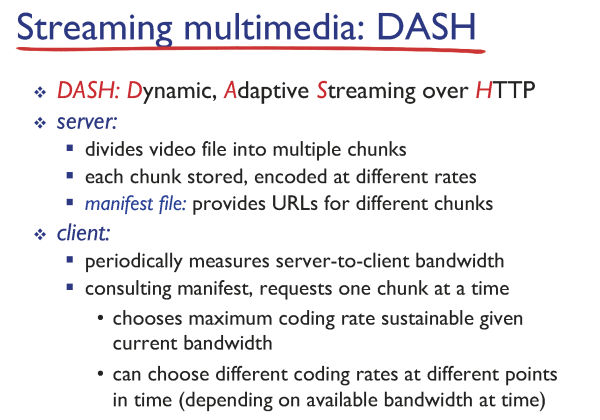 Streaming multimedia: DASH
❖ DASH: Dynamic, Adaptive Streaming over HTTP
❖ server:
▪ divides video file into multiple chunks
▪ each chunk stored, encoded at different rates
▪ manifest file: provides URLs for different chunks
❖ client:
▪ periodically measures server-to-client bandwidth
▪ consulting manifest, requests one chunk at a time
• chooses maximum coding rate sustainable given
current bandwidth
• can choose different coding rates at different points
in time (depending on available bandwidth at time)